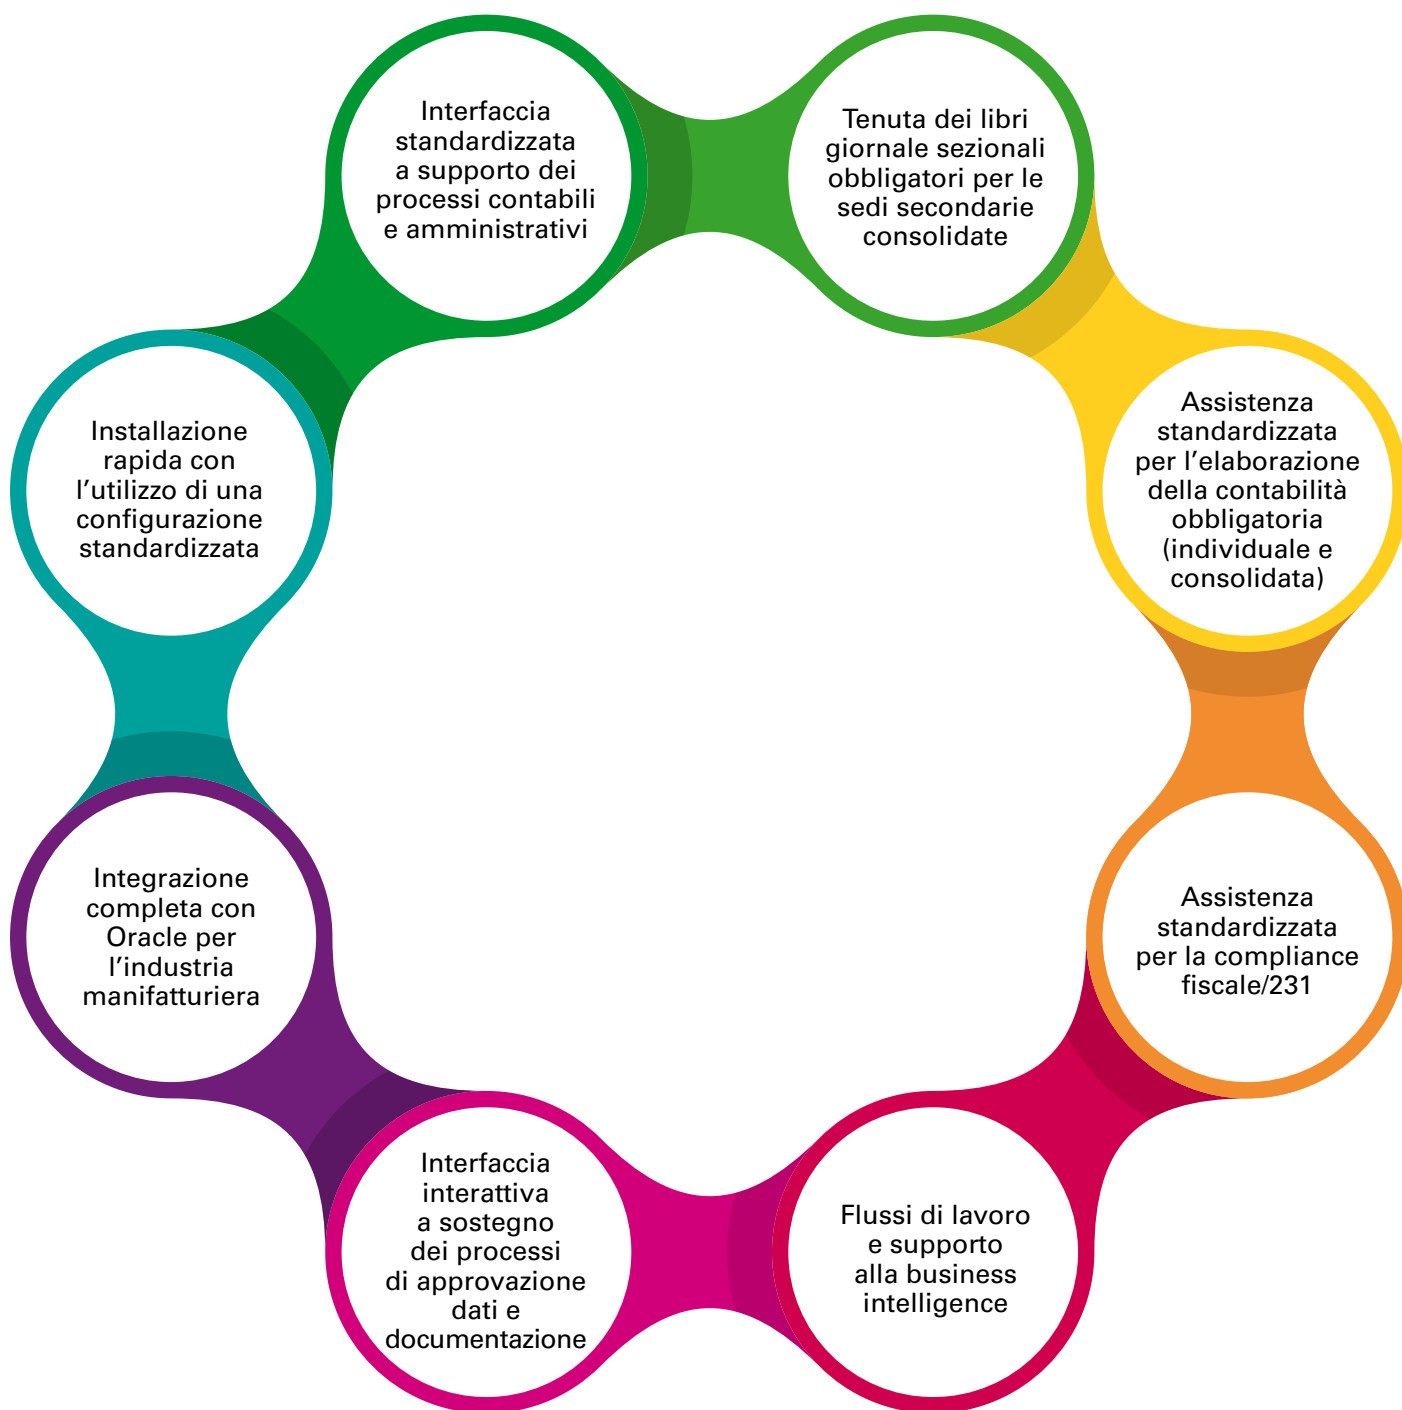 Interfaccia
standardizzata
a supporto dei
processi contabili
e amministrativi
Tenuta dei libri
giornale sezionali
obbligatori per le
sedi secondarie
consolidate
Assistenza
standardizzata
per l'elaborazione
della contabilità
obbligatoria
(individuale e
consolidata)
Assistenza
standardizzata
per la compliance
fiscale/231
Flussi di lavoro
e supporto
alla business
intelligence
Interfaccia
interattiva
a sostegno
dei processi
di approvazione
dati e
documentazione
Integrazione
completa con
Oracle per
l'industria
manifatturiera
Installazione
rapida con
l'utilizzo di una
configurazione
standardizzata